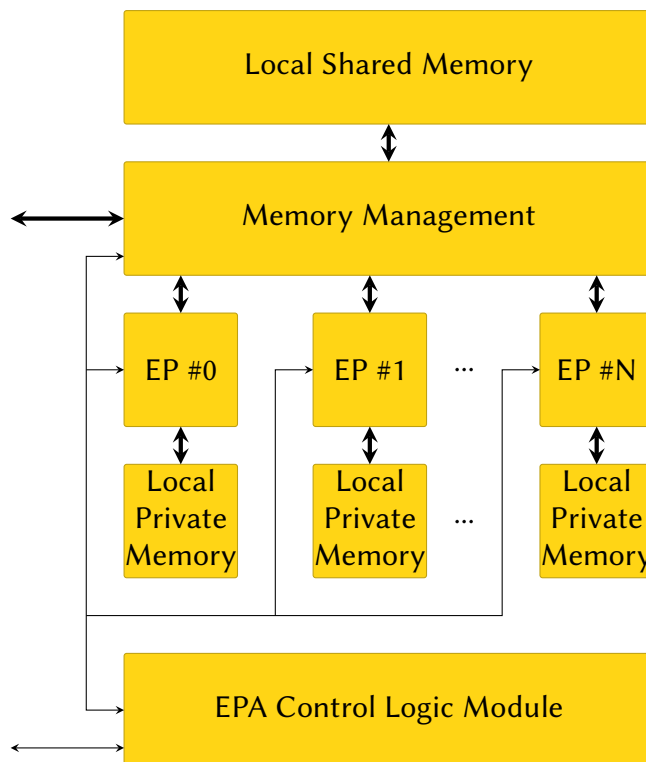 Local Shared Memory
Memory Management
EP #0
EP #1
...
EP #N
Local
Private
Memory
Local
Private
Memory
...
Local
Private
Memory
EPA Control Logic Module